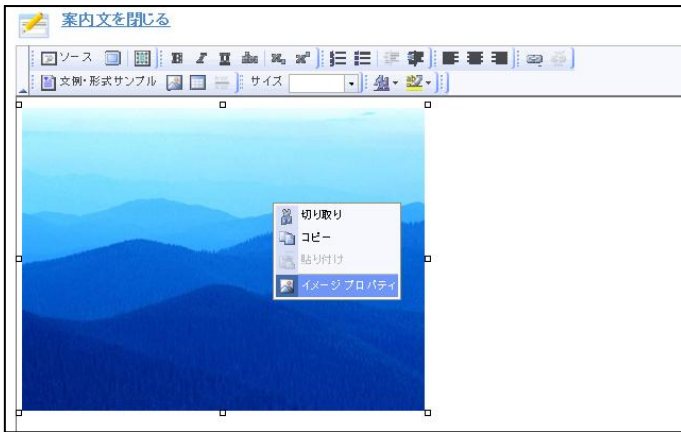 案内文を閉じる
ソース
文例・形式サンプル サイズ
切り取り
コピー
貼り付け
イメージ プロパティ